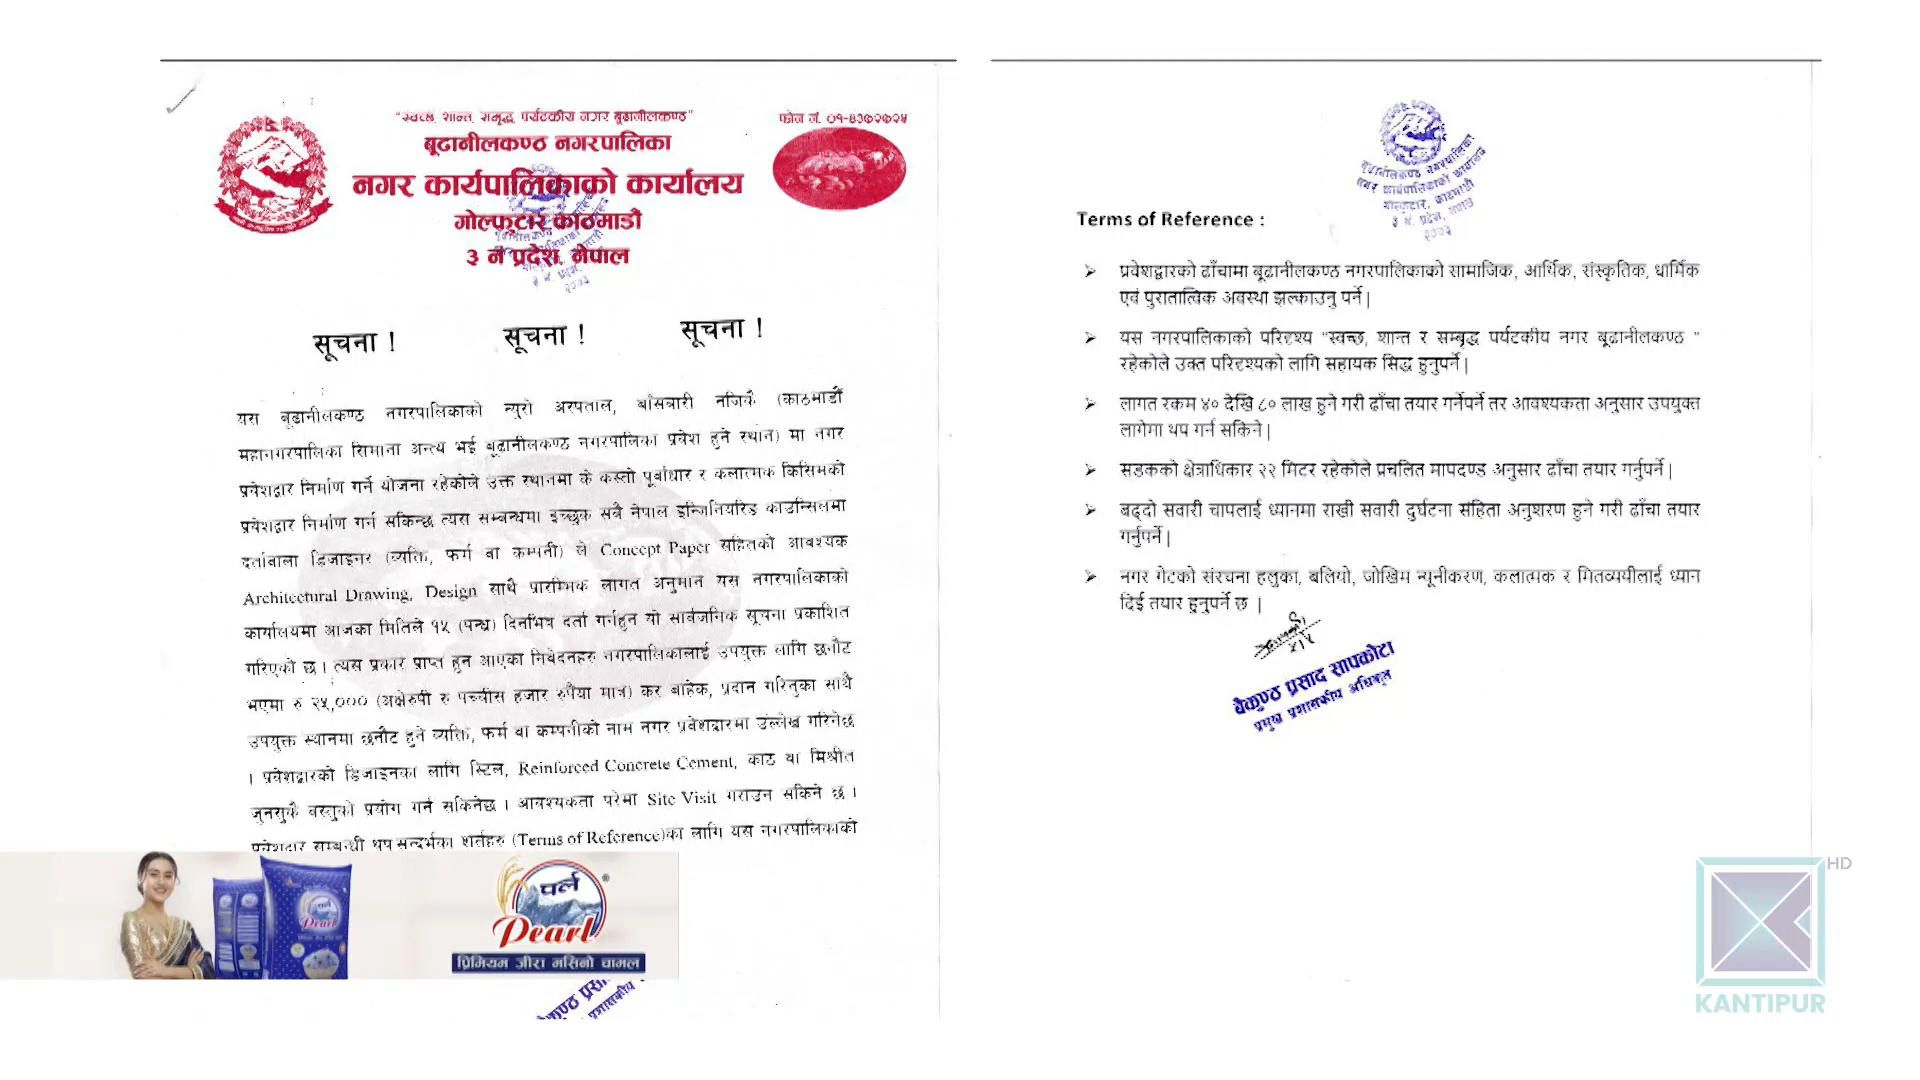 "स्वच्छ, शान्त, समृद्ध, पर्यटकीय नगर बूढानीलकण्ठ"
बूढानीलकण्ठ नगरपालिका
नगर कार्यपालिकाको कार्यालय
गोल्फुटार, काठमाडौं
३ नं प्रदेश, नेपाल
फोन नं. ०१-४३७२७२४
सूचना ! सूचना ! सूचना !
यस बूढानीलकण्ठ नगरपालिकाको न्युरो अस्पताल, बाँसबारी नजिकै (काठमाडौं
महानगरपालिका सिमाना अन्त्य भई बूढानीलकण्ठ नगरपालिका प्रवेश हुने स्थान) मा नगर
प्रवेशद्वार निर्माण गर्ने योजना रहेकोले उक्त स्थानमा के कस्तो पूर्वाधार र कलात्मक किसिमको
प्रवेशद्वार निर्माण गर्न सकिन्छ त्यस सम्बन्धमा इच्छुक सबै नेपाल इन्जिनियरिङ काउन्सिलमा
दर्तावाला डिजाइनर (व्यक्ति, फर्म वा कम्पनी) ले Concept Paper सहितको आवश्यक
Architectural Drawing, Design साथै प्रारम्भिक लागत अनुमान यस नगरपालिकाको
कार्यालयमा आजका मितिले १५ (पन्ध्र) दिनभित्र दर्ता गर्नहुन यो सार्वजनिक सूचना प्रकाशित
गरिएको छ । त्यस प्रकार प्राप्त हुन आएका निवेदनहरु नगरपालिकालाई उपयुक्त लागि छनौट
भएमा रु २५,००० (अक्षेरुपी रु पच्चीस हजार रुपैया मात्र) कर बाहेक, प्रदान गरिनुका साथै
उपयुक्त स्थानमा छनौट हुने व्यक्ति, फर्म वा कम्पनीको नाम नगर प्रवेशद्वारमा उल्लेख गरिनेछ
। प्रवेशद्वारको डिजाइनका लागि स्टिल, Reinforced Concrete Cement, काठ वा मिश्रीत
जुनसुकै वस्तुको प्रयोग गर्न सकिनेछ । आवश्यकता परेमा Site Visit गराउन सकिने छ ।
प्रवेशद्वार सम्बन्धी थप सन्दर्भका शर्तहरु (Terms of Reference)का लागि यस नगरपालिकाको
पर्ल
Pearl
प्रिमियम जीरा मसिनो चामल
बूढानीलकण्ठ नगरपालिका
नगर कार्यपालिकाको कार्यालय
गोल्फुटार, काठमाडौं
३ नं. प्रदेश, नेपाल
२०७३
Terms of Reference :
➢ प्रवेशद्वारको ढाँचामा बूढानीलकण्ठ नगरपालिकाको सामाजिक, आर्थिक, संस्कृतिक, धार्मिक
एवं पुरातात्विक अवस्था झल्काउनु पर्ने |
➢ यस नगरपालिकाको परिदृश्य "स्वच्छ, शान्त र सम्बृद्ध पर्यटकीय नगर बूढानीलकण्ठ "
रहेकोले उक्त परिदृश्यको लागि सहायक सिद्ध हुनुपर्ने |
➢ लागत रकम ४० देखि ८० लाख हुने गरी ढाँचा तयार गर्नेपर्ने तर आवश्यकता अनुसार उपयुक्त
लागेमा थप गर्न सकिने |
➢ सडकको क्षेत्राधिकार २२ मिटर रहेकोले प्रचलित मापदण्ड अनुसार ढाँचा तयार गर्नुपर्ने |
➢ बढ्दो सवारी चापलाई ध्यानमा राखी सवारी दुर्घटना संहिता अनुशरण हुने गरी ढाँचा तयार
गर्नुपर्ने |
➢ नगर गेटको संरचना हलुका, बलियो, जोखिम न्यूनीकरण, कलात्मक र मितव्ययीलाई ध्यान
दिई तयार हुनुपर्ने छ |
बैकुण्ठ प्रसाद सापकोटा
प्रमुख प्रशासकीय अधिकृत
HD
KANTIPUR